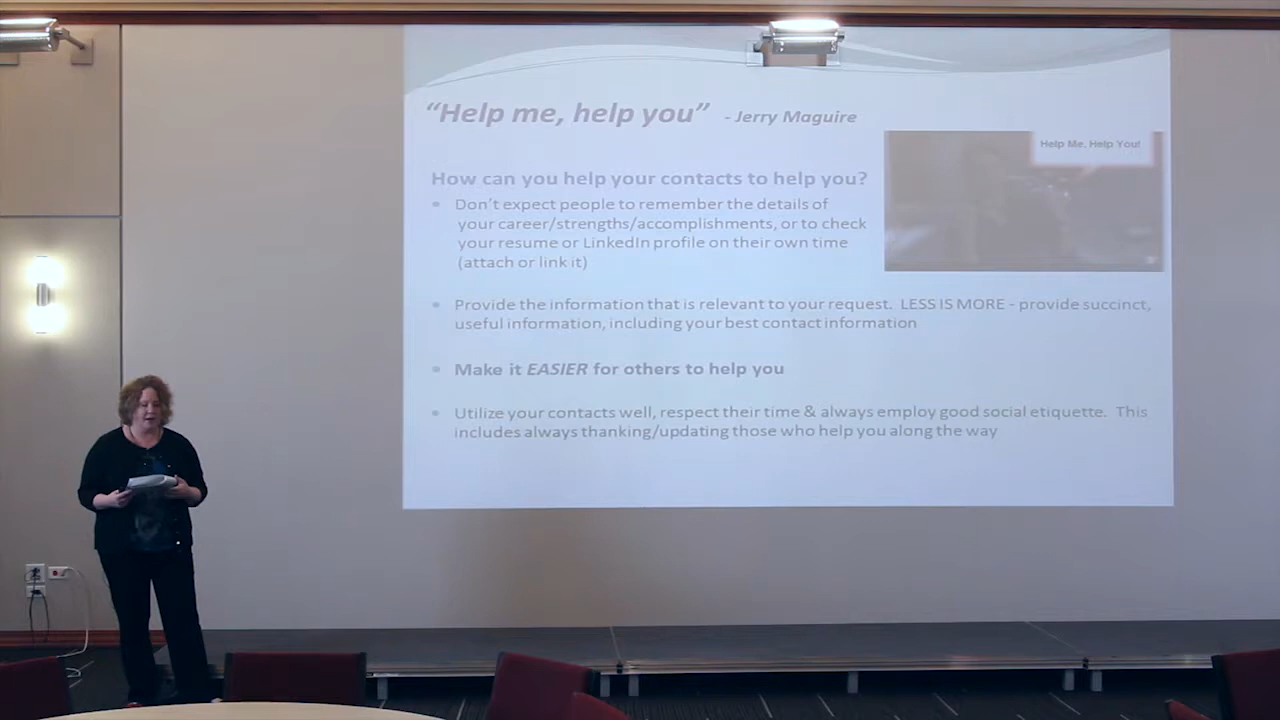 “Help me, help you” - Jerry Maguire
Help Me. Help You!
How can you help your contacts to help you?
• Don’t expect people to remember the details of
your career/strengths/accomplishments, or to check
your resume or LinkedIn profile on their own time
(attach or link it)
• Provide the information that is relevant to your request. LESS IS MORE - provide succinct,
useful information, including your best contact information
• Make it EASIER for others to help you
• Utilize your contacts well, respect their time & always employ good social etiquette. This
includes always thanking/updating those who help you along the way